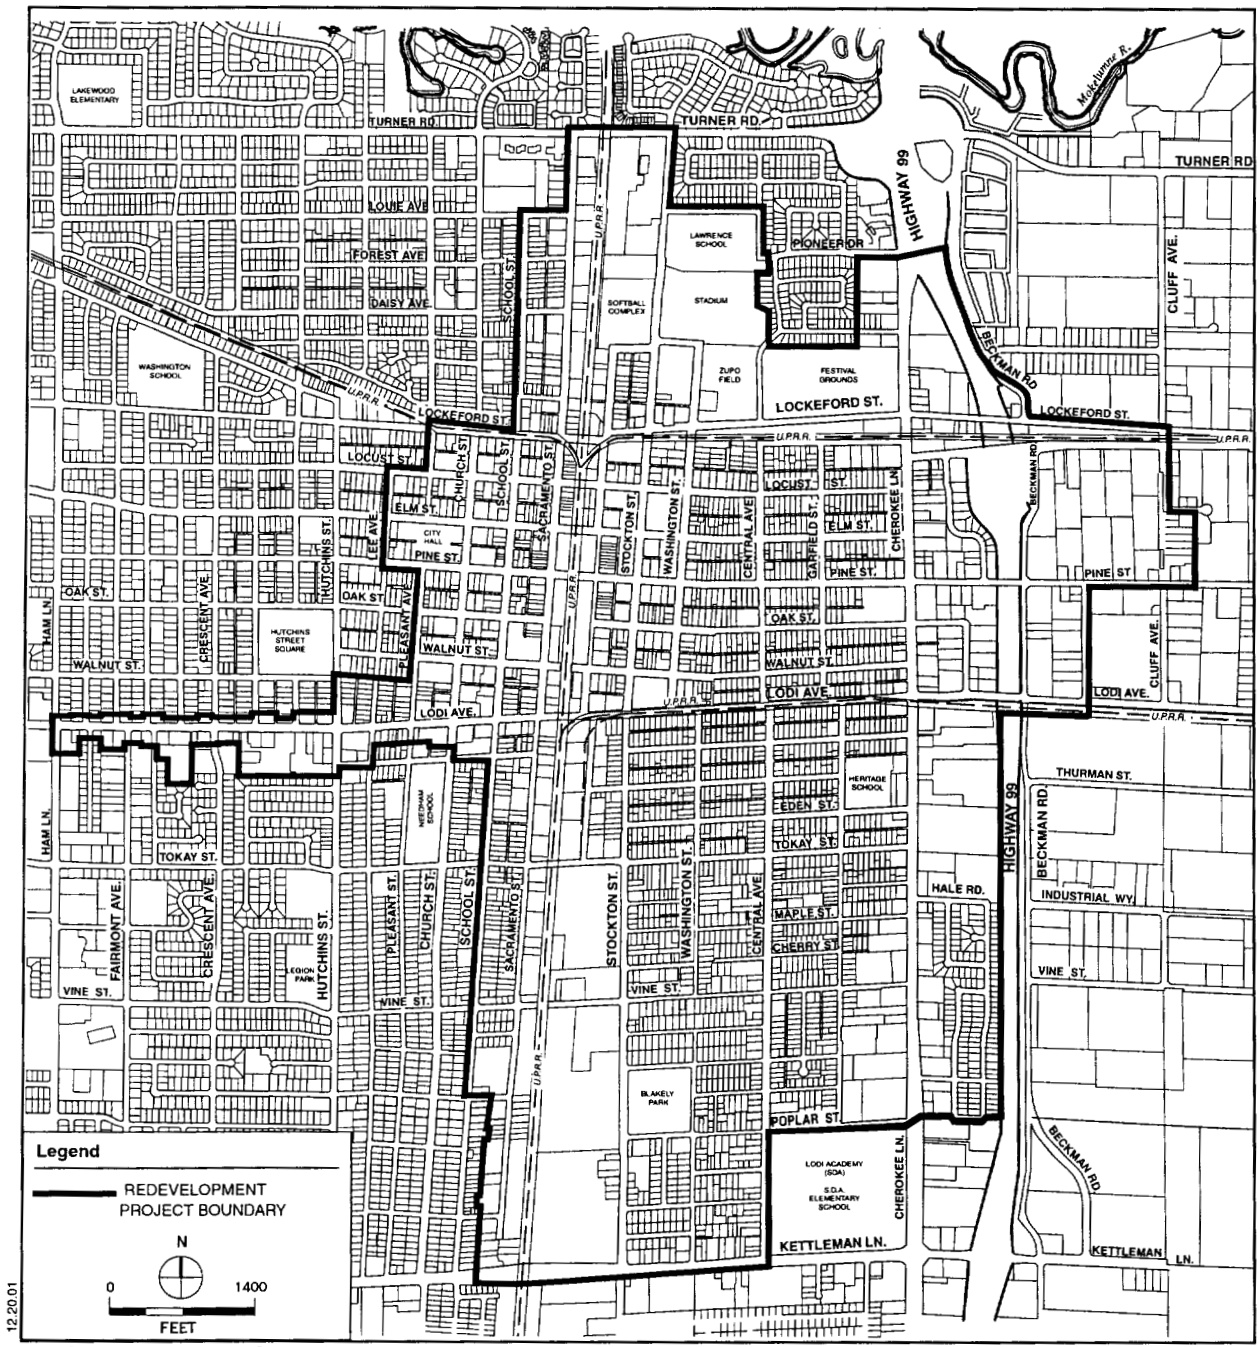 Mokelumne R.
LAKEWOOD
ELEMENTARY
TURNER RD.
TURNER RD.
TURNER RD
HIGHWAY 99
LOUIE AVE
U.P.R.R.
LAWRENCE
SCHOOL
PIONEER DR
FOREST AVE
SCHOOL ST.
CLUFF AVE.
DAISY AVE.
SOFTBALL
COMPLEX
STADIUM
WASHINGTON
SCHOOL
ZUPO
FIELD
FESTIVAL
GROUNDS
BECKMAN RD
U.P.R.R.
LOCKEFORD ST.
LOCKEFORD ST.
LOCKEFORD ST.
U.P.R.R.
U.P.R.R.
LOCUST ST.
CHURCH ST.
SCHOOL ST.
SACRAMENTO ST.
BECKMAN RD.
LOCUST ST.
CHEROKEE LN.
ELM ST.
STOCKTON ST.
WASHINGTON ST.
CENTRAL AVE
GARFIELD ST.
ELM ST.
HUTCHINS ST.
LEE AVE.
CITY
HALL
PINE ST.
PINE ST.
PINE ST
OAK ST.
HAM LN.
CRESCENT AVE.
OAK ST.
PLEASANT AVE
U.P.R.R.
OAK ST.
HUTCHINS
STREET
SQUARE
WALNUT ST.
WALNUT ST.
WALNUT ST.
CLUFF AVE.
LODI AVE.
LODI AVE.
LODI AVE.
U.P.R.R.
U.P.R.R.
THURMAN ST.
HERITAGE
SCHOOL
NEEDHAM
SCHOOL
EDEN ST.
HIGHWAY 99
BECKMAN RD.
HAM LN.
TOKAY ST.
TOKAY ST.
FAIRMONT AVE.
CRESCENT AVE.
HUTCHINS ST.
PLEASANT ST.
CHURCH ST.
SCHOOL ST.
SACRAMENTO ST.
STOCKTON ST.
WASHINGTON ST.
CENTRAL AVE.
HALE RD.
INDUSTRIAL WY.
MAPLE ST.
CHERRY ST.
LEGION
PARK
VINE ST.
VINE ST.
VINE ST.
VINE ST.
U.P.R.R.
BLAKELY
PARK
POPLAR ST.
LODI ACADEMY
(SDA)
S.D.A.
ELEMENTARY
SCHOOL
CHEROKEE LN.
BECKMAN RD.
KETTLEMAN LN.
KETTLEMAN LN.
Legend
REDEVELOPMENT
PROJECT BOUNDARY
N
0 1400
FEET
12.20.01